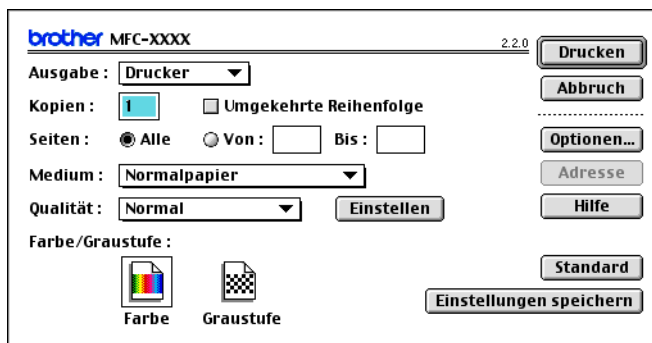 brother MFC-XXXX 2.2.0
Drucken
Ausgabe : Drucker
Abbruch
Kopien : 1 Umgekehrte Reihenfolge
Seiten : Alle Von : Bis :
Optionen...
Medium : Normalpapier
Adresse
Qualität : Normal Einstellen
Hilfe
Farbe/Graustufe :
Standard
Einstellungen speichern
Farbe Graustufe